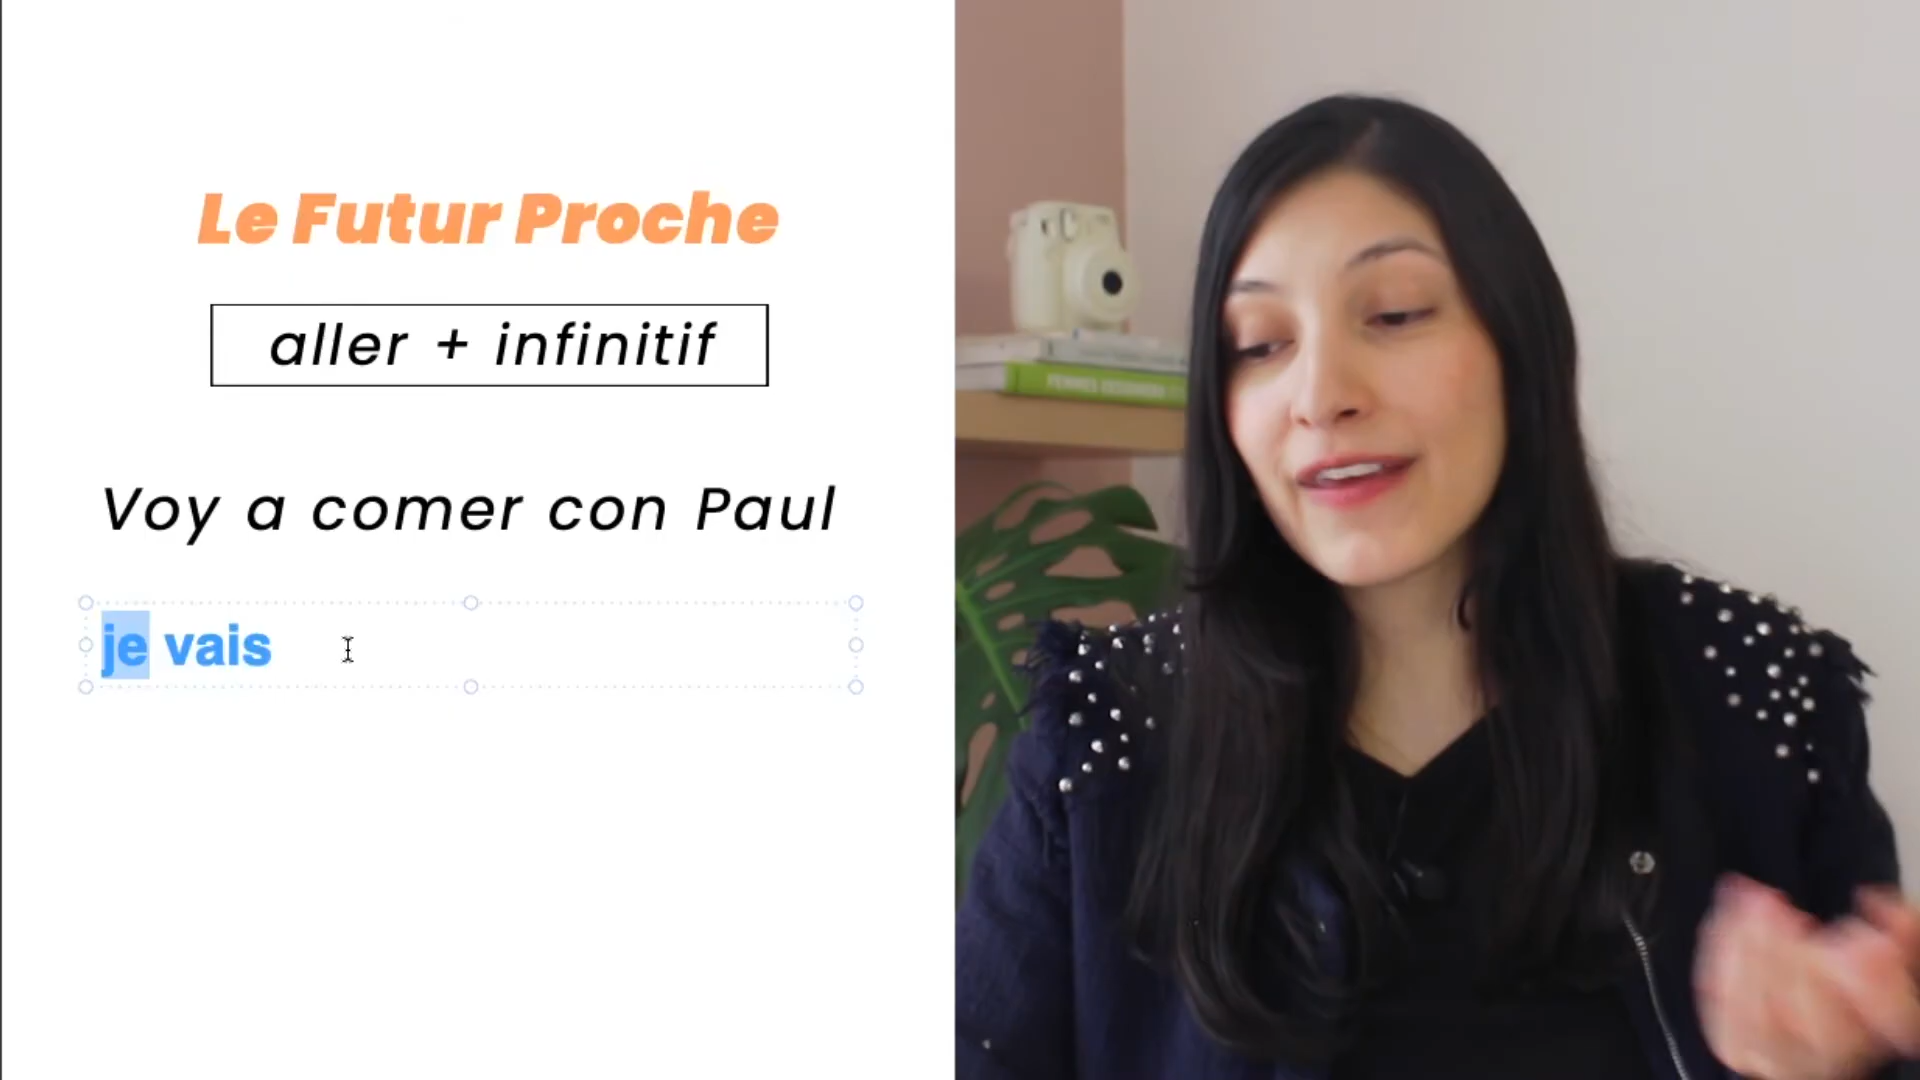 Le Futur Proche
aller + infinitif
Voy a comer con Paul
je vais